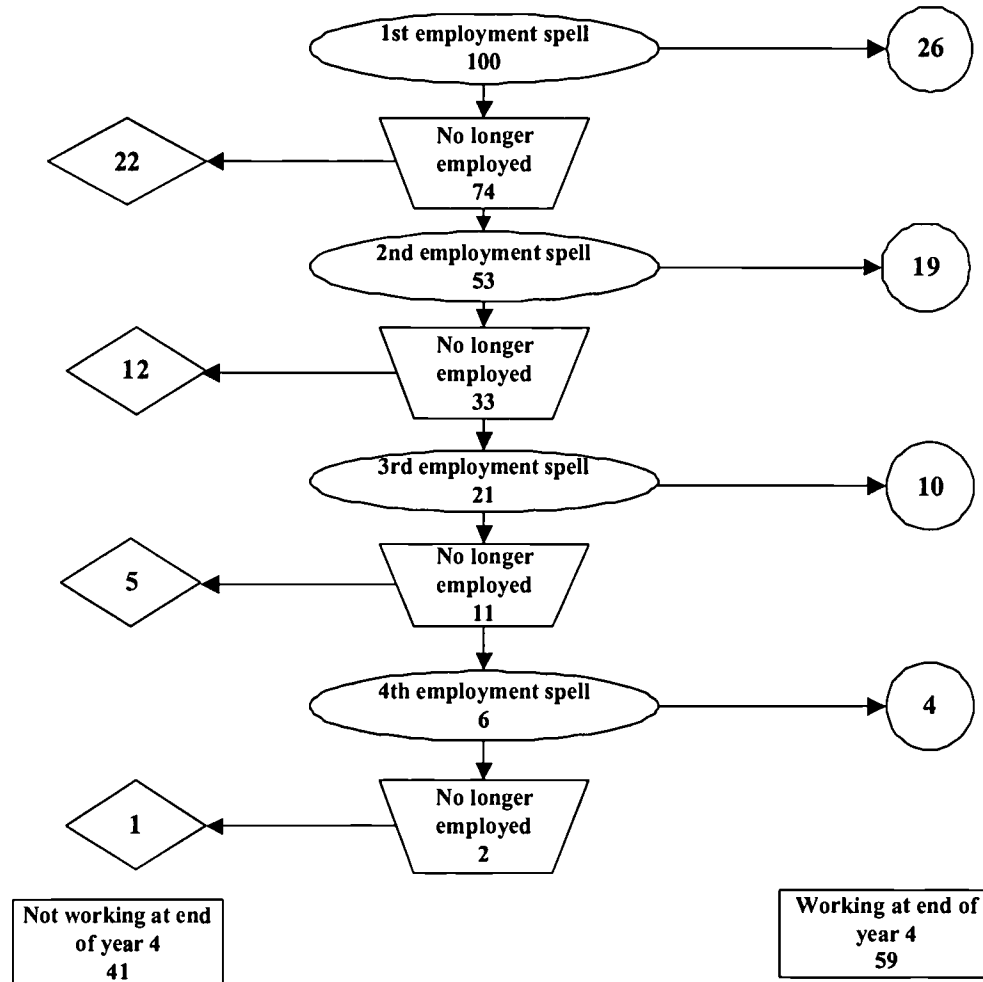 1st employment spell
100
26
No longer
employed
74
22
2nd employment spell
53
19
No longer
employed
33
12
3rd employment spell
21
10
No longer
employed
11
5
4th employment spell
6
4
No longer
employed
2
1
Not working at end
of year 4
41
Working at end of
year 4
59